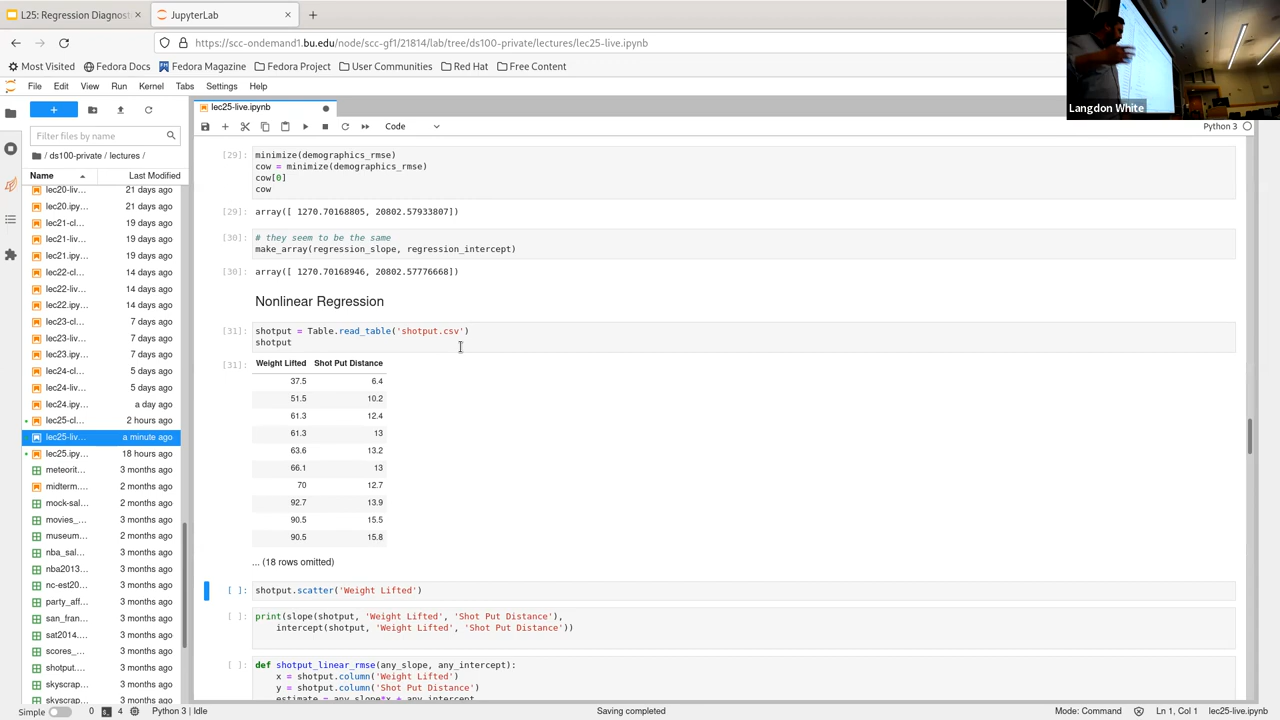 L25: Regression Diagnos
JupyterLab
https://scc-ondemand1.bu.edu/node/scc-gf1/21814/lab/tree/ds100-private/lectures/lec25-live.ipynb
Most Visited
Fedora Docs
Fedora Magazine
Fedora Project
User Communities
Red Hat
Free Content
Langdon White
File Edit View Run Kernel Tabs Settings Help
lec25-live.ipynb
Filter files by name
Code
Python 3
/ ds100-private / lectures /
Name Last Modified
lec20-liv... 21 days ago
lec20.ipy... 21 days ago
lec21-cl... 19 days ago
lec21-liv... 19 days ago
lec21.ipy... 19 days ago
lec22-cl... 14 days ago
lec22-liv... 14 days ago
lec22.ipy... 14 days ago
lec23-cl... 7 days ago
lec23-liv... 7 days ago
lec23.ipy... 7 days ago
lec24-cl... 5 days ago
lec24-liv... 5 days ago
lec24.ipy... a day ago
lec25-cl... 2 hours ago
lec25-liv... a minute ago
lec25.ipy... 18 hours ago
meteorit... 3 months ago
midterm.... 2 months ago
mock-sal... 2 months ago
movies_... 3 months ago
museum... 2 months ago
nba_sal... 3 months ago
nba2013... 3 months ago
nc-est20... 3 months ago
party_aff... 3 months ago
san_fran... 3 months ago
sat2014.... 3 months ago
scores_... 3 months ago
shotput.... 3 months ago
skyscrap... 3 months ago
skyscrap... 3 months ago
[29]: minimize(demographics_rmse)
cow = minimize(demographics_rmse)
cow[0]
cow
[29]: array([ 1270.70168805, 20802.57933807])
[30]: # they seem to be the same
make_array(regression_slope, regression_intercept)
[30]: array([ 1270.70168946, 20802.57776668])
Nonlinear Regression
[31]: shotput = Table.read_table('shotput.csv')
shotput
[31]: Weight Lifted Shot Put Distance
37.5 6.4
51.5 10.2
61.3 12.4
61.3 13
63.6 13.2
66.1 13
70 12.7
92.7 13.9
90.5 15.5
90.5 15.8
... (18 rows omitted)
[ ]: shotput.scatter('Weight Lifted')
[ ]: print(slope(shotput, 'Weight Lifted', 'Shot Put Distance'),
intercept(shotput, 'Weight Lifted', 'Shot Put Distance'))
[ ]: def shotput_linear_rmse(any_slope, any_intercept):
x = shotput.column('Weight Lifted')
y = shotput.column('Shot Put Distance')
estimate = any_slope*x + any_intercept
Simple 0 4 Python 3 | Idle Saving completed Mode: Command Ln 1, Col 1 lec25-live.ipynb